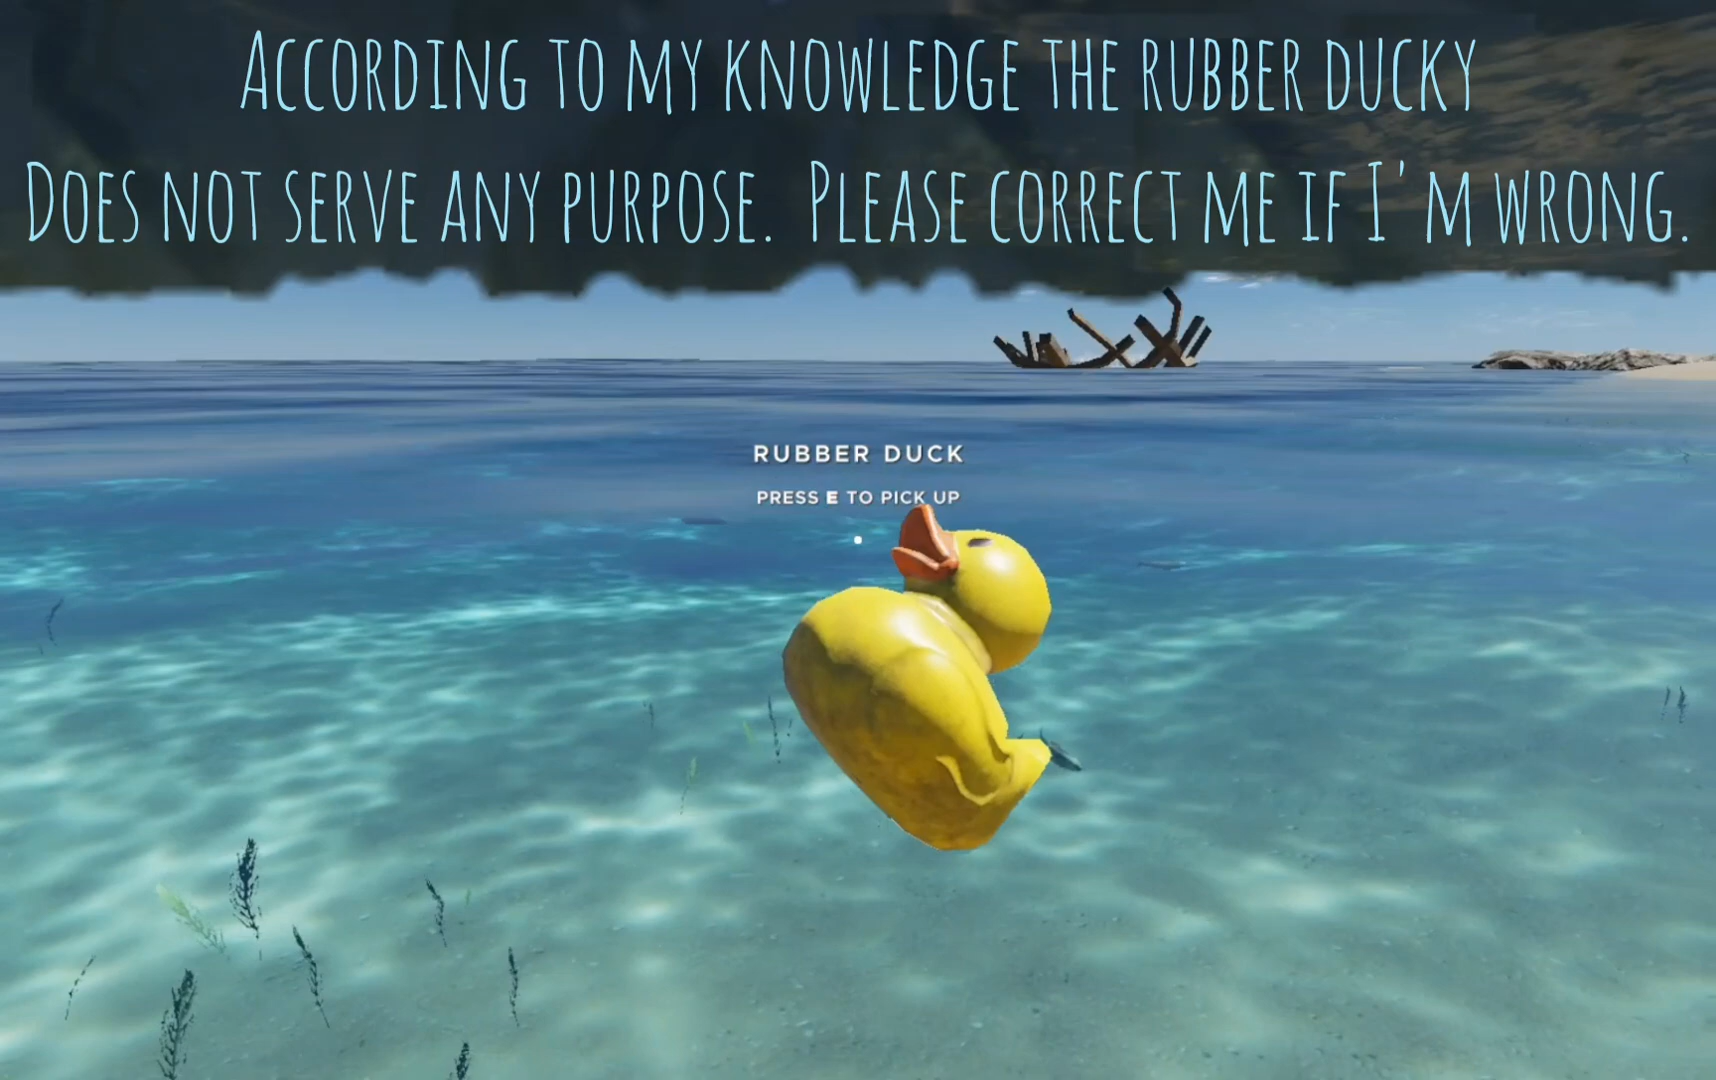 According to my knowledge the rubber ducky
Does not serve any purpose. Please correct me if I'm wrong.
RUBBER DUCK
PRESS E TO PICK UP